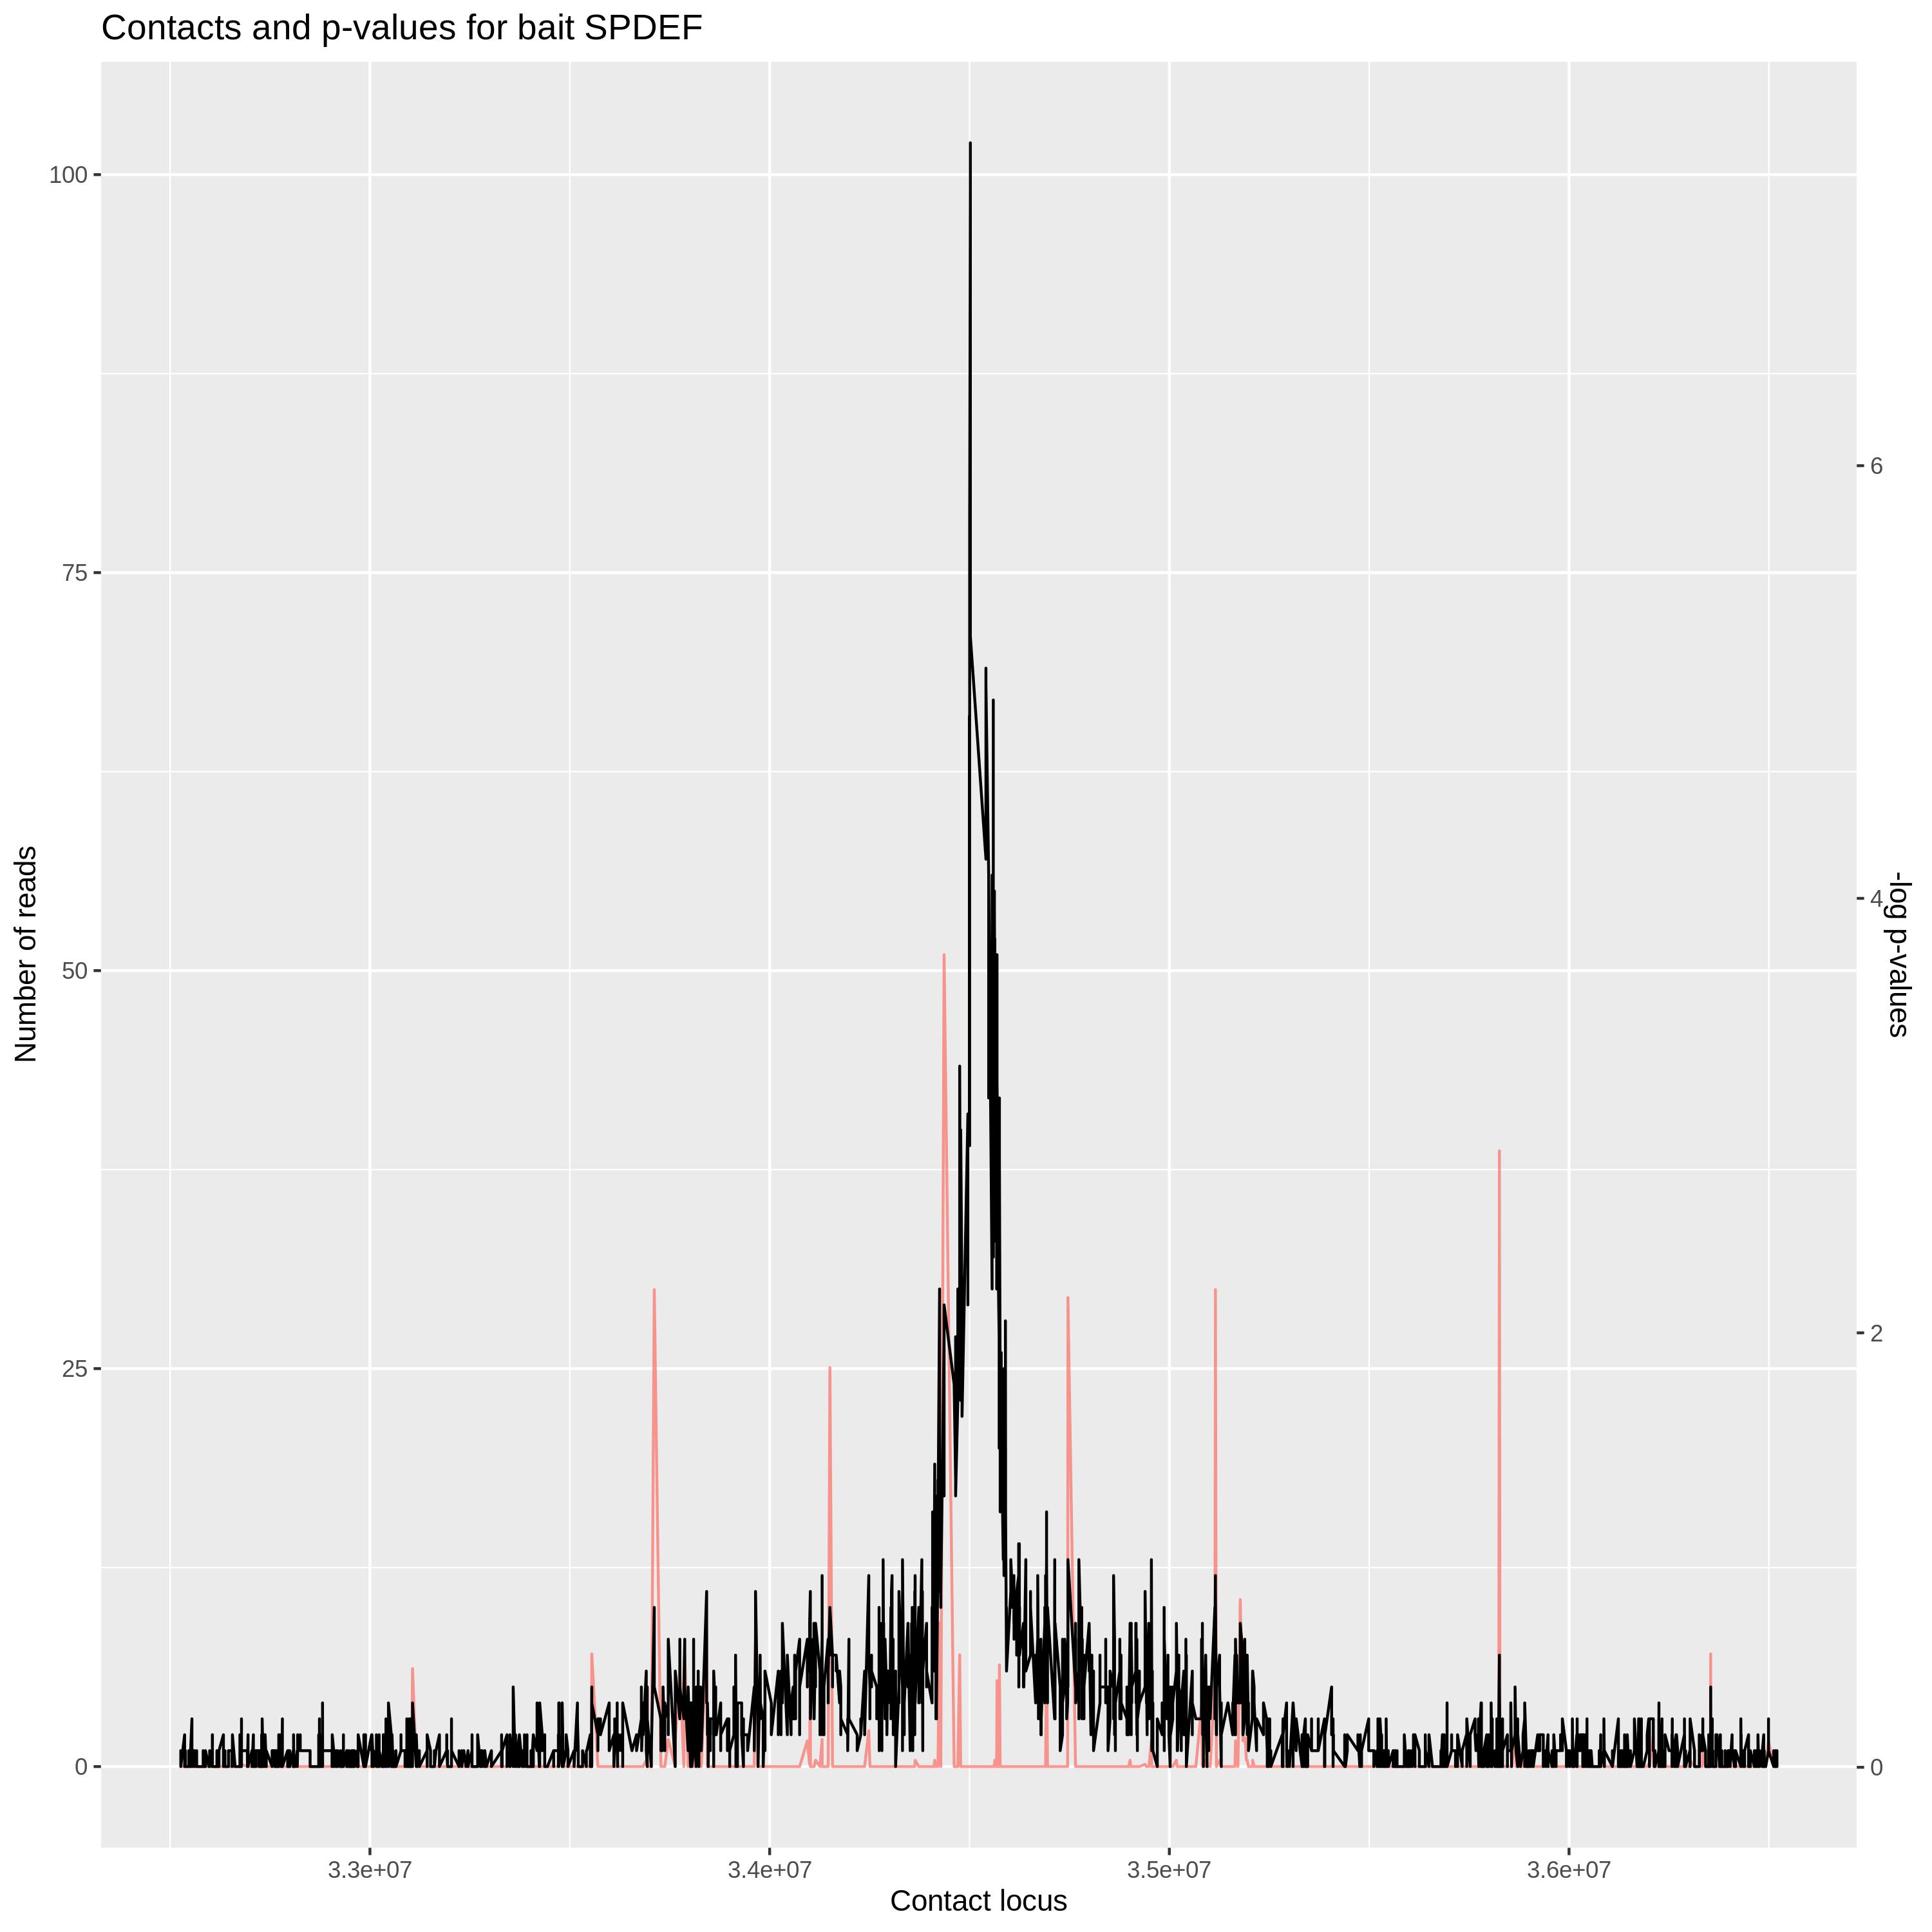 Contacts and p-values for bait SPDEF
100
75
50
25
0
Number of reads
6
4
2
0
-log p-values
3.3e+07
3.4e+07
3.5e+07
3.6e+07
Contact locus